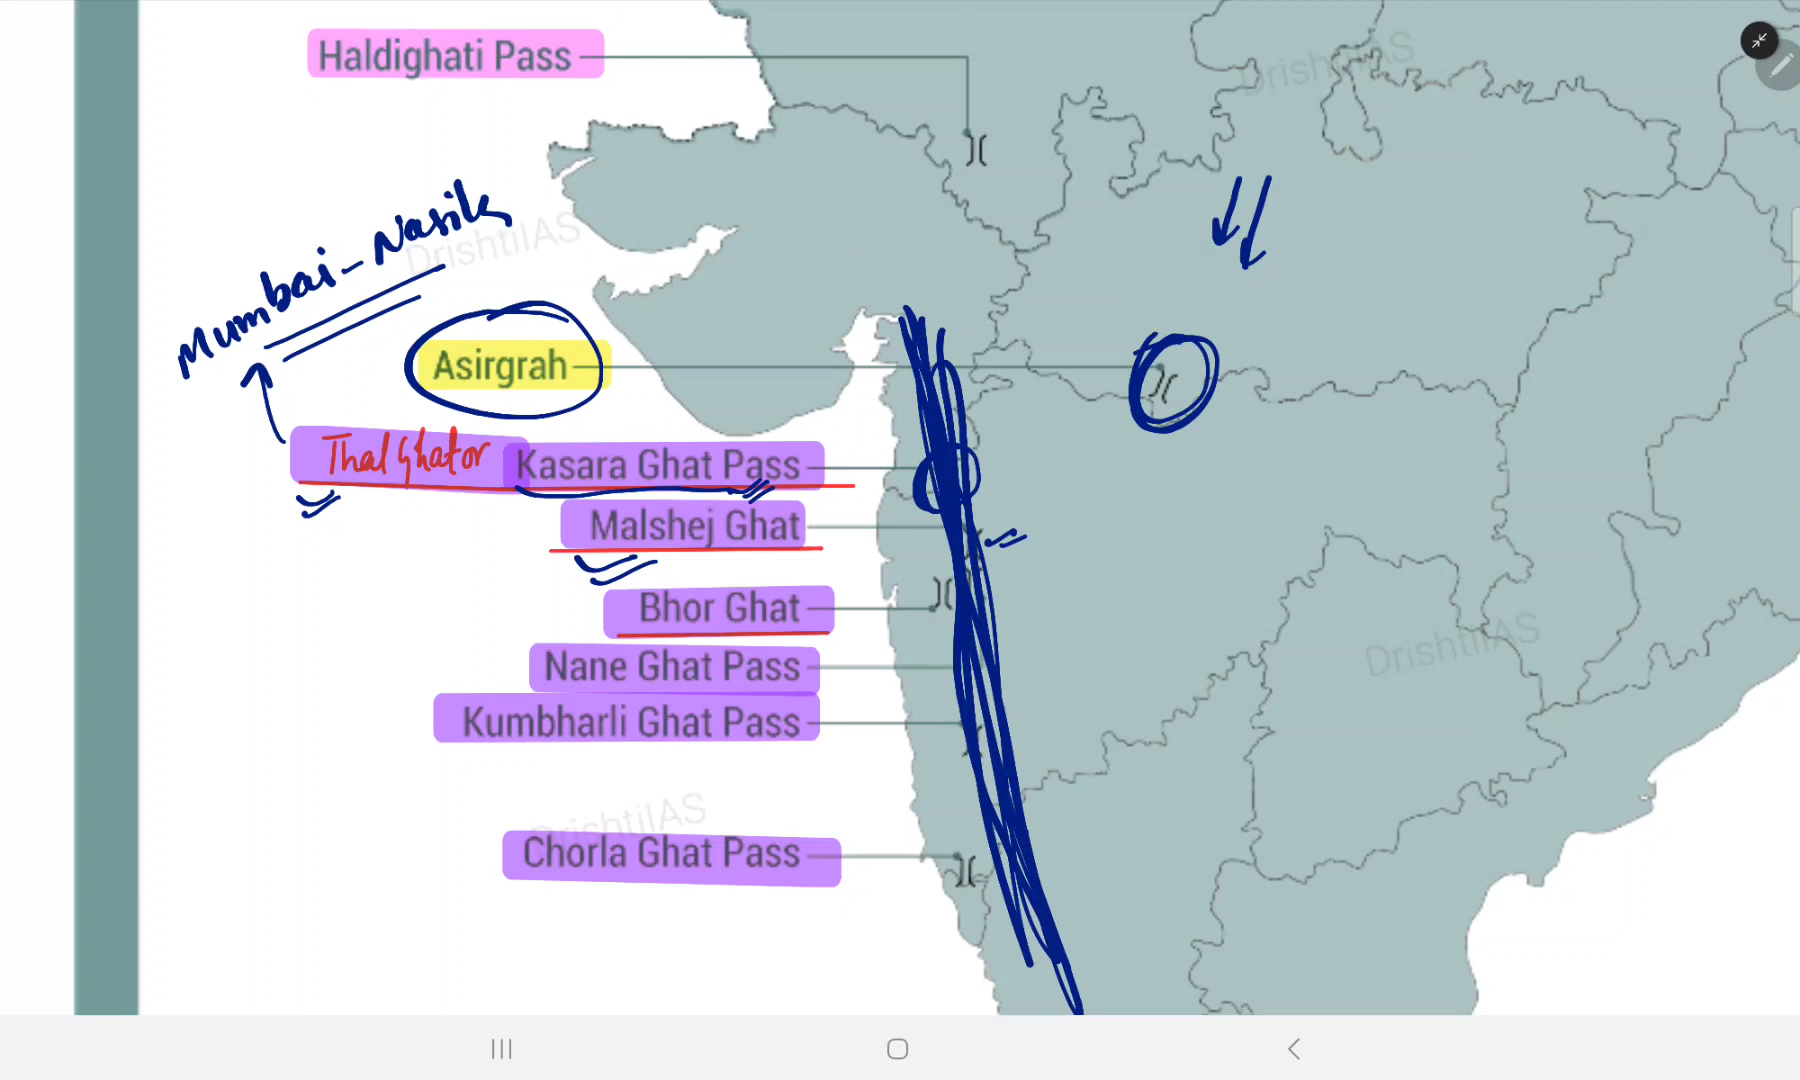 Haldighati Pass
DrishtiIAS
Mumbai-Nasik
DrishtiIAS
Asirgrah
Thal Ghat or Kasara Ghat Pass
Malshej Ghat
Bhor Ghat
Nane Ghat Pass
DrishtiIAS
Kumbharli Ghat Pass
DrishtiIAS
Chorla Ghat Pass